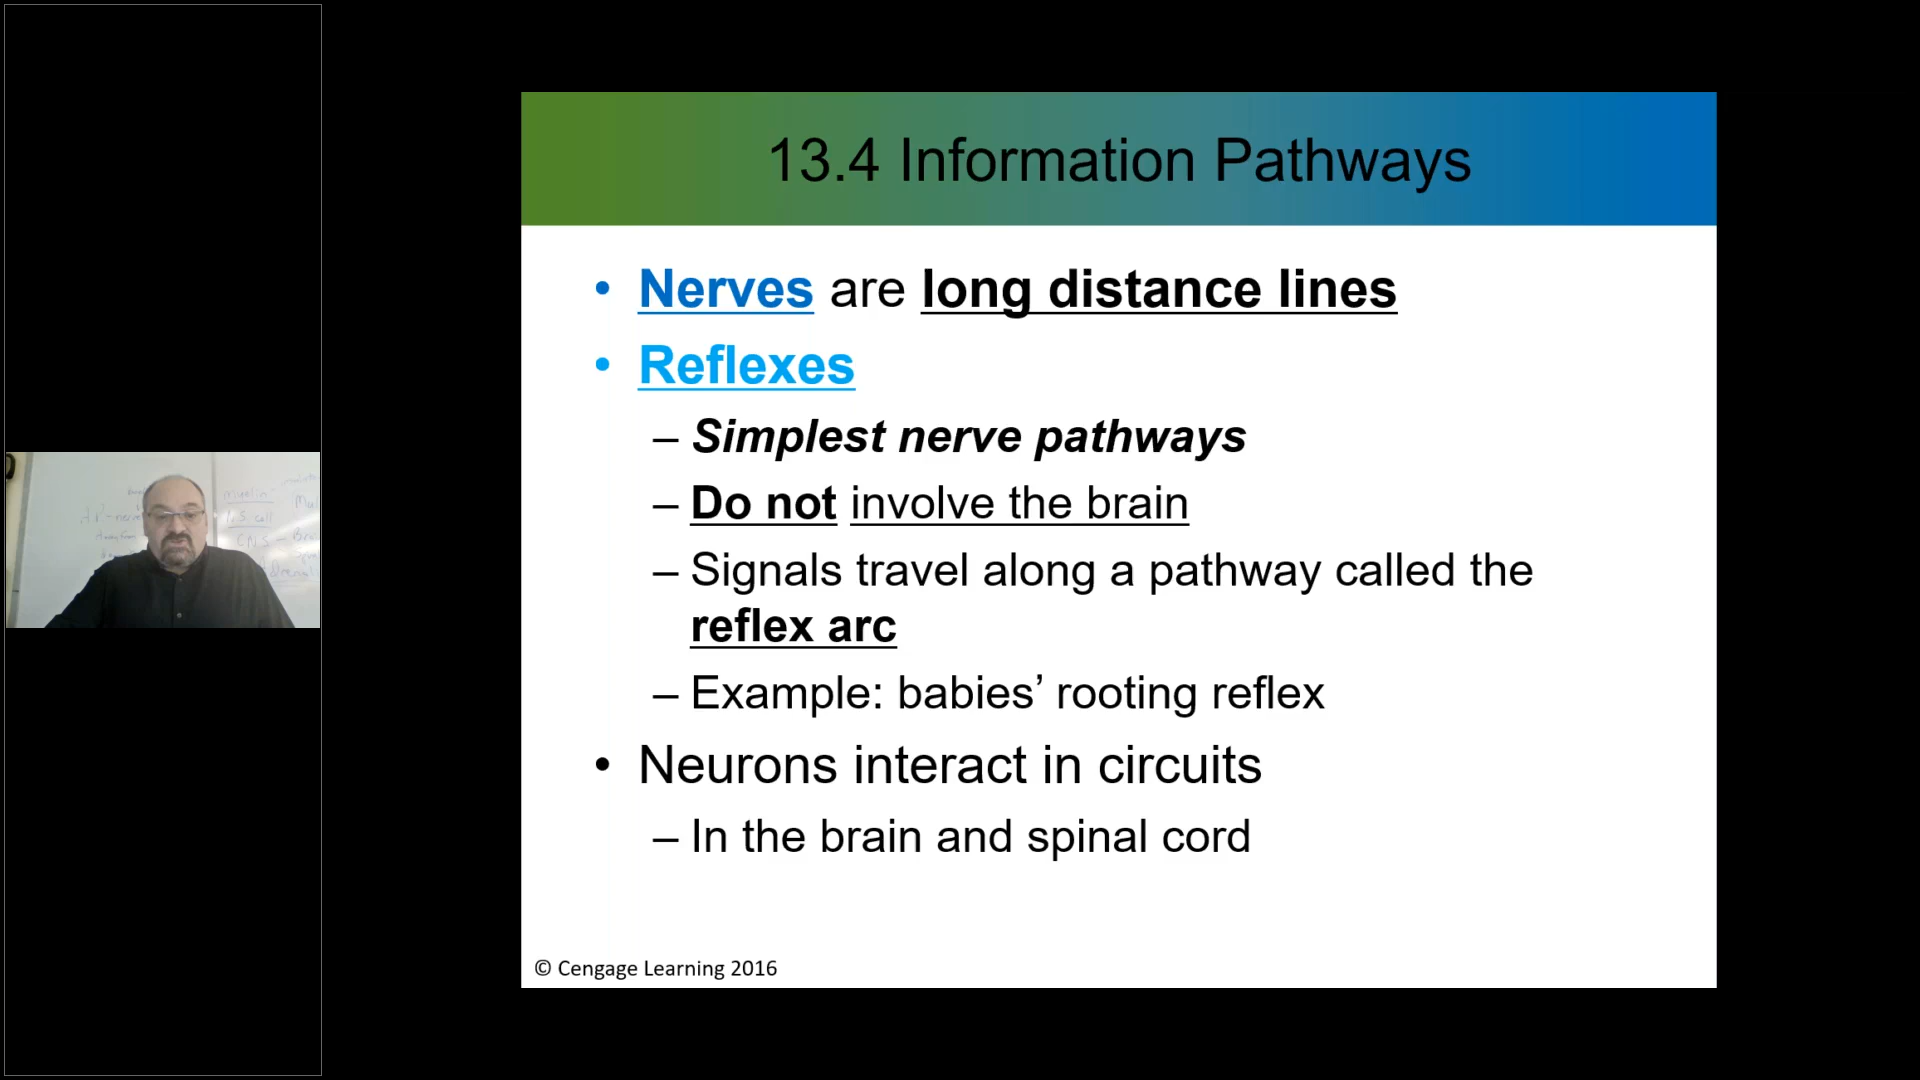 13.4 Information Pathways
• Nerves are long distance lines
• Reflexes
– Simplest nerve pathways
– Do not involve the brain
– Signals travel along a pathway called the
reflex arc
– Example: babies’ rooting reflex
• Neurons interact in circuits
– In the brain and spinal cord
© Cengage Learning 2016
myelin
CNS